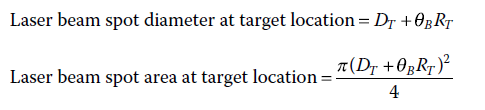 Laser beam spot diameter at target location = D_T + θ_B R_T
Laser beam spot area at target location = π(D_T + θ_B R_T)² / 4